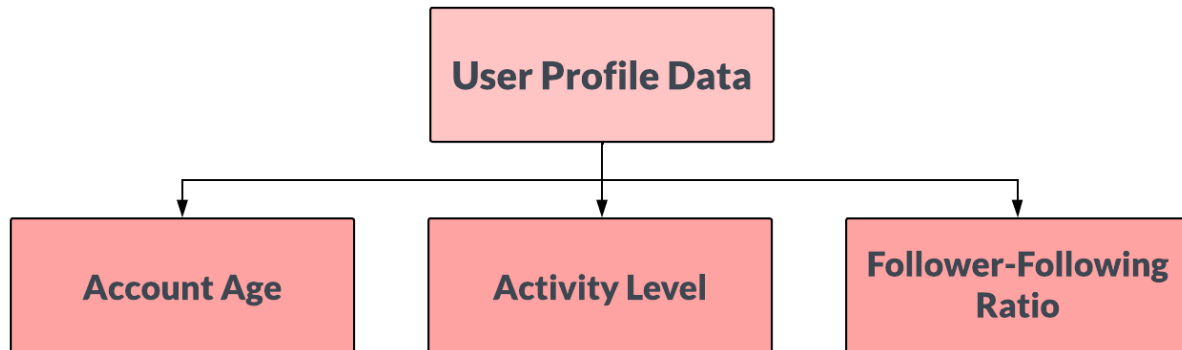 User Profile Data
Account Age
Activity Level
Follower-Following
Ratio